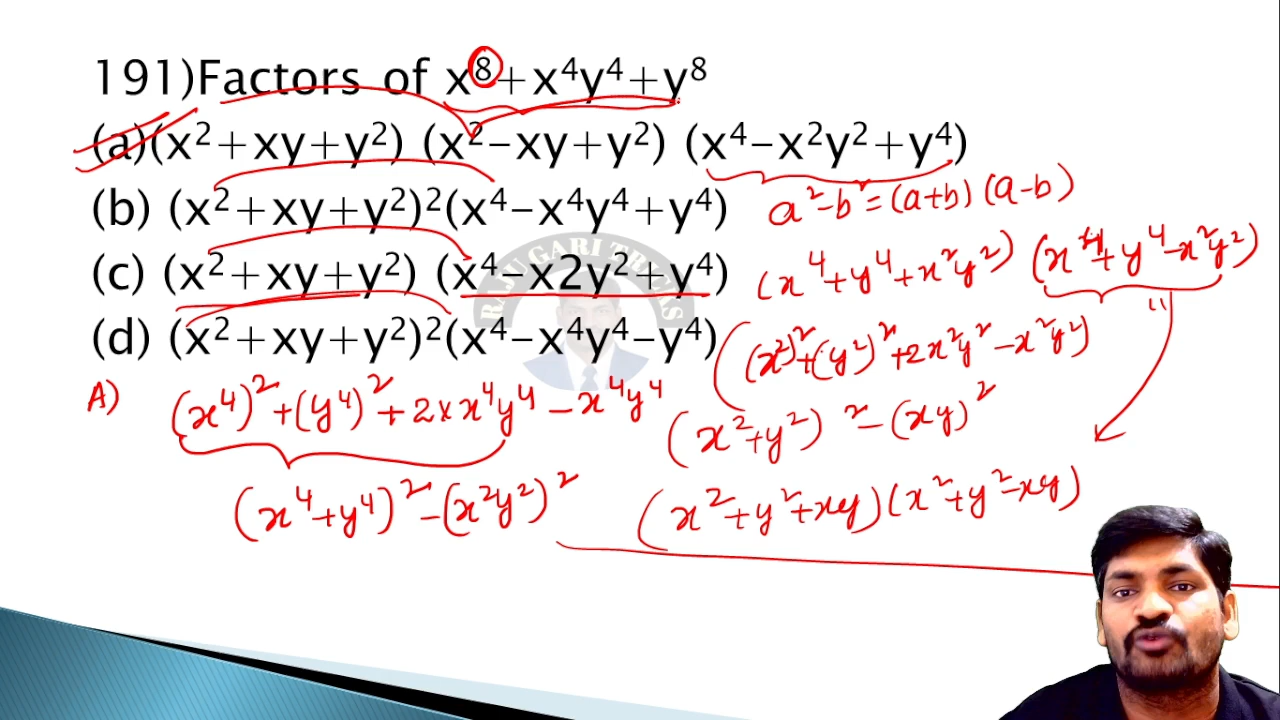 191)Factors of x⁸+x⁴y⁴+y⁸
(a)(x²+xy+y²) (x²–xy+y²) (x⁴–x²y²+y⁴)
(b) (x²+xy+y²)²(x⁴–x⁴y⁴+y⁴)
(c) (x²+xy+y²) (x⁴–x2y²+y⁴)
(d) (x²+xy+y²)²(x⁴–x⁴y⁴–y⁴)
RAJU GARI TREKS
A) (x⁴)²+(y⁴)²+2×x⁴y⁴–x⁴y⁴
(x⁴+y⁴)²–(x²y²)²
a²–b²=(a+b)(a–b)
(x⁴+y⁴+x²y²)(x⁴+y⁴–x²y²)
(x²)²+(y²)²+2x²y²–x²y²)
(x²+y²)²–(xy)²
(x²+y²+xy)(x²+y²–xy)